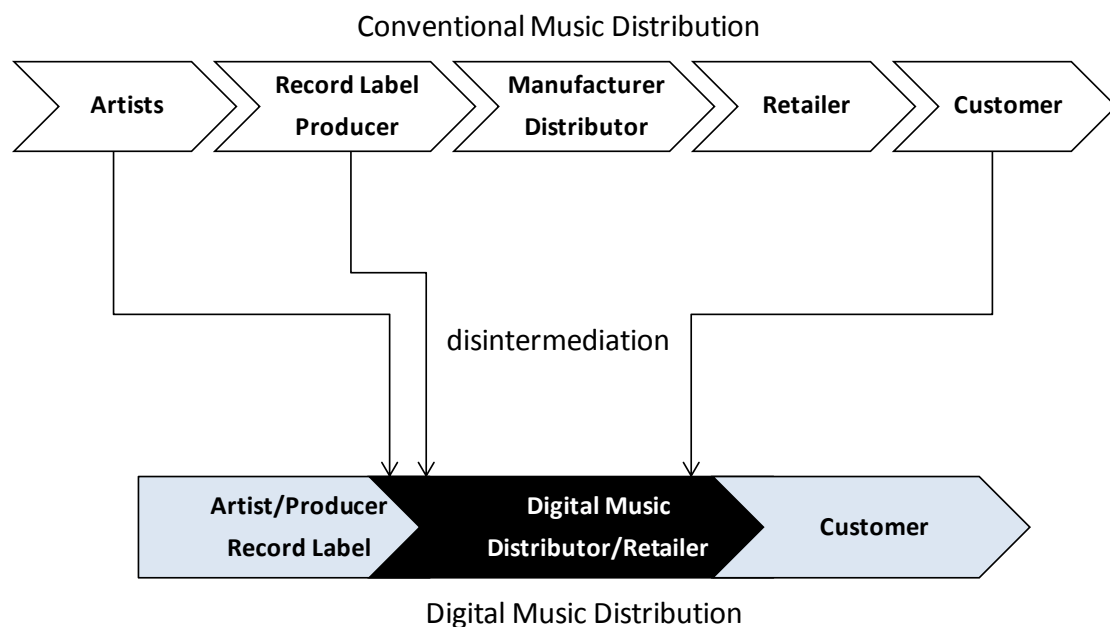 Conventional Music Distribution
Artists
Record Label
Producer
Manufacturer
Distributor
Retailer
Customer
disintermediation
Artist/Producer
Record Label
Digital Music
Distributor/Retailer
Customer
Digital Music Distribution